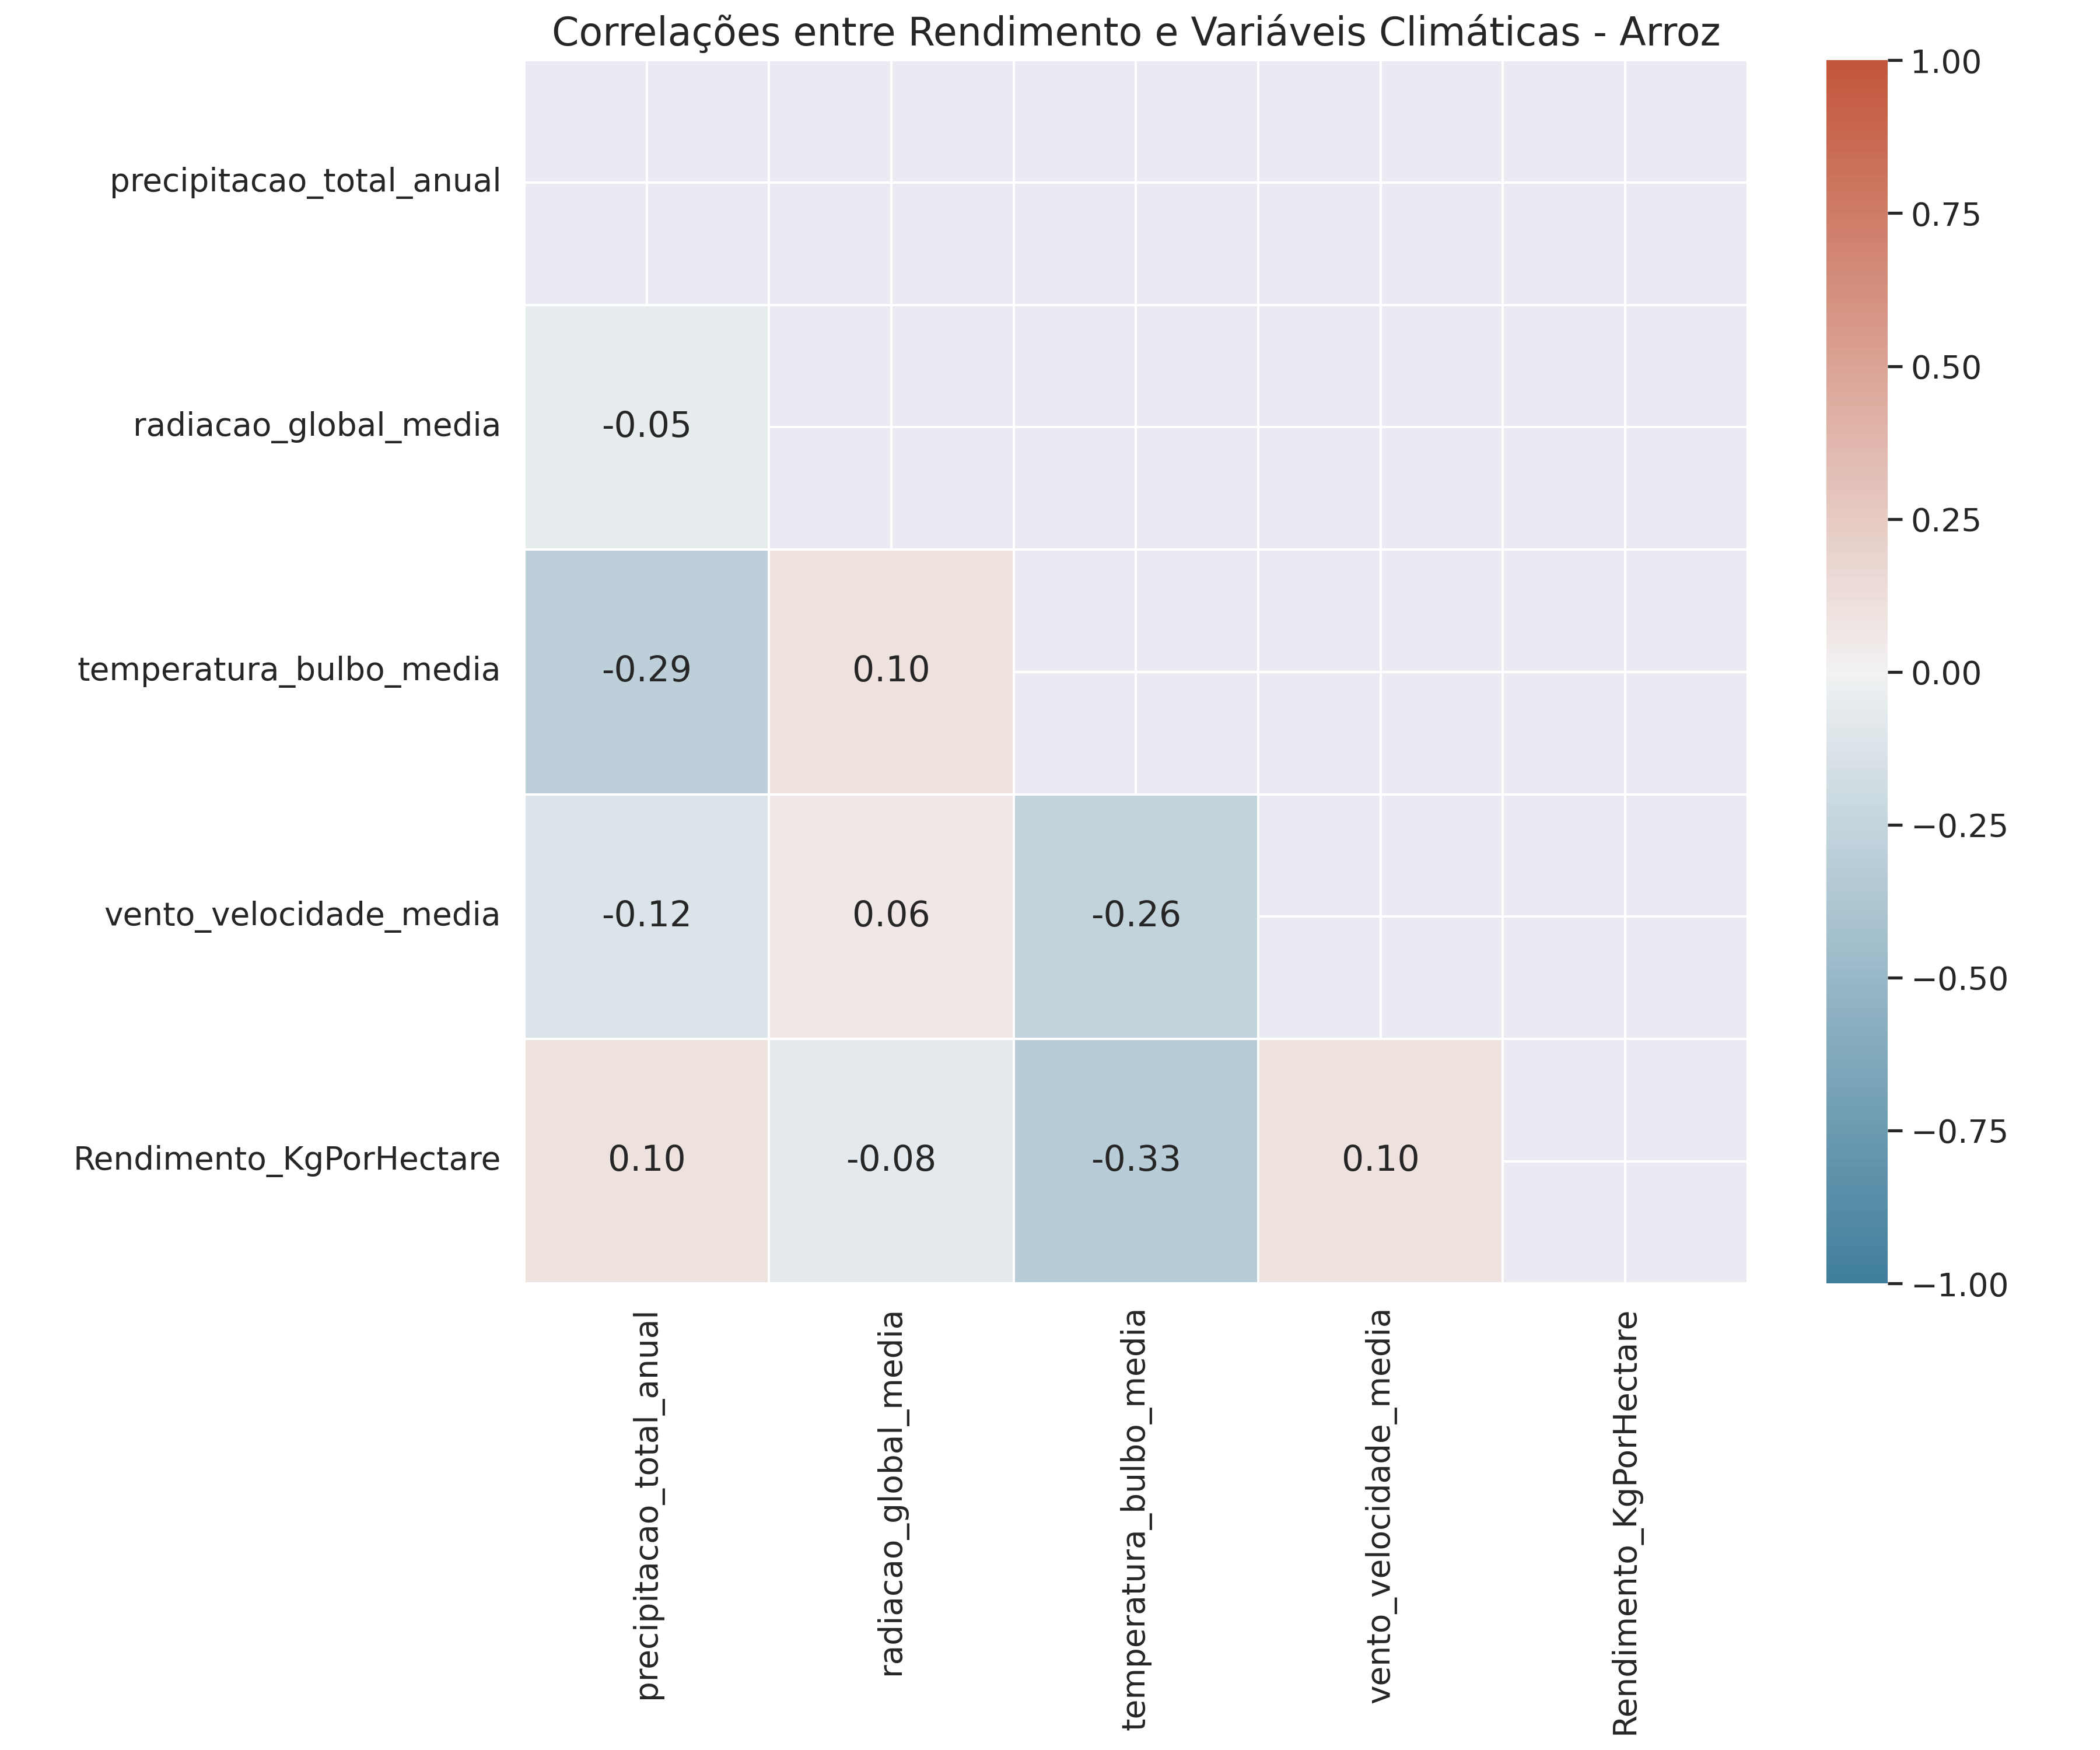 Correlações entre Rendimento e Variáveis Climáticas - Arroz
precipitacao_total_anual
radiacao_global_media
-0.05
temperatura_bulbo_media
-0.29
0.10
vento_velocidade_media
-0.12
0.06
-0.26
Rendimento_KgPorHectare
0.10
-0.08
-0.33
0.10
precipitacao_total_anual
radiacao_global_media
temperatura_bulbo_media
vento_velocidade_media
Rendimento_KgPorHectare
1.00
0.75
0.50
0.25
0.00
−0.25
−0.50
−0.75
−1.00